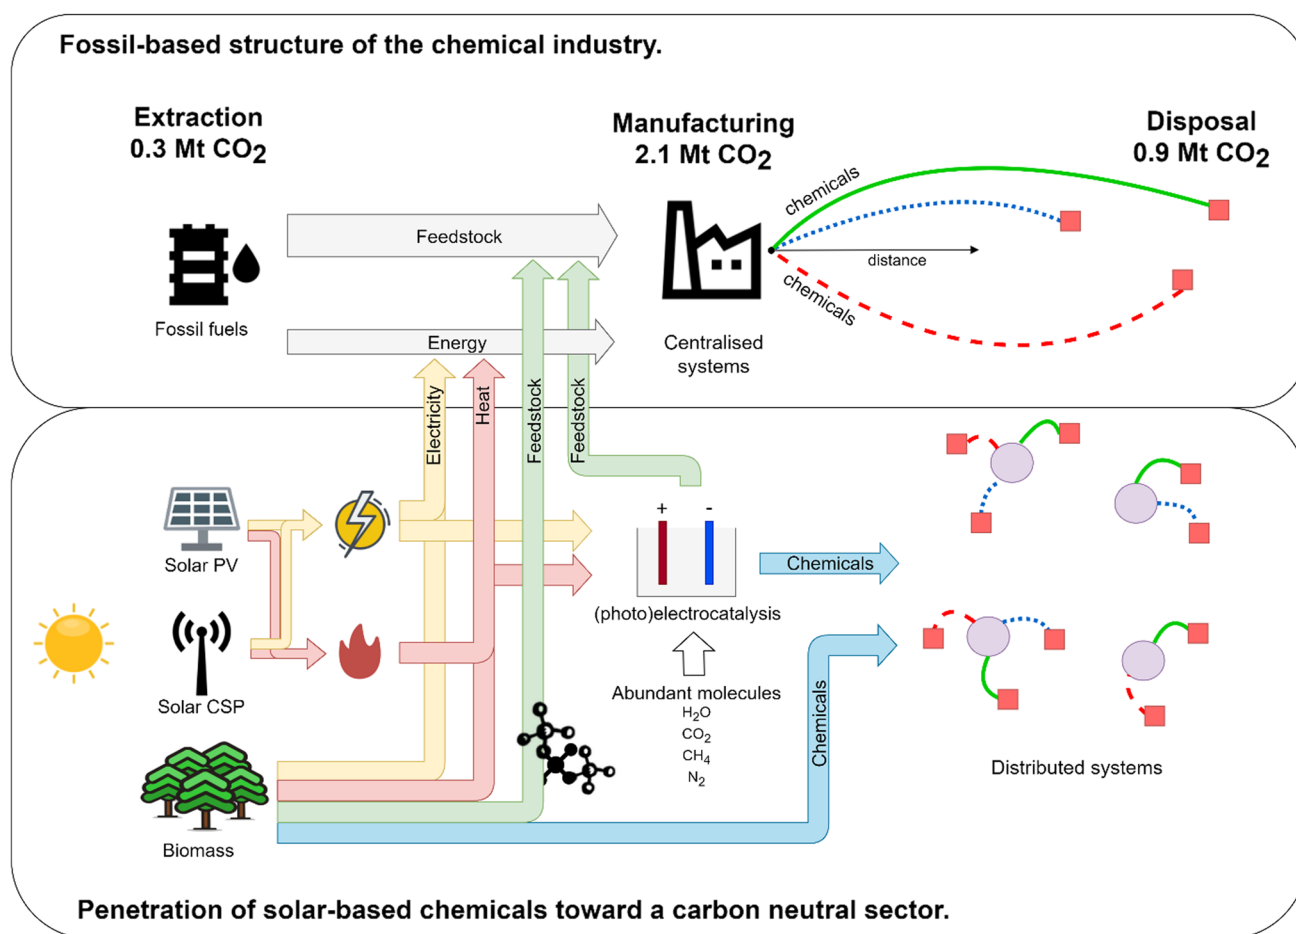 Fossil-based structure of the chemical industry.
Extraction
0.3 Mt CO2
Manufacturing
2.1 Mt CO2
Disposal
0.9 Mt CO2
Feedstock
chemicals
distance
chemicals
Fossil fuels
Energy
Centralised
systems
Electricity
Heat
Feedstock
Feedstock
Solar PV
+
-
Chemicals
(photo)electrocatalysis
Solar CSP
Abundant molecules
H2O
CO2
CH4
N2
Chemicals
Distributed systems
Biomass
Penetration of solar-based chemicals toward a carbon neutral sector.